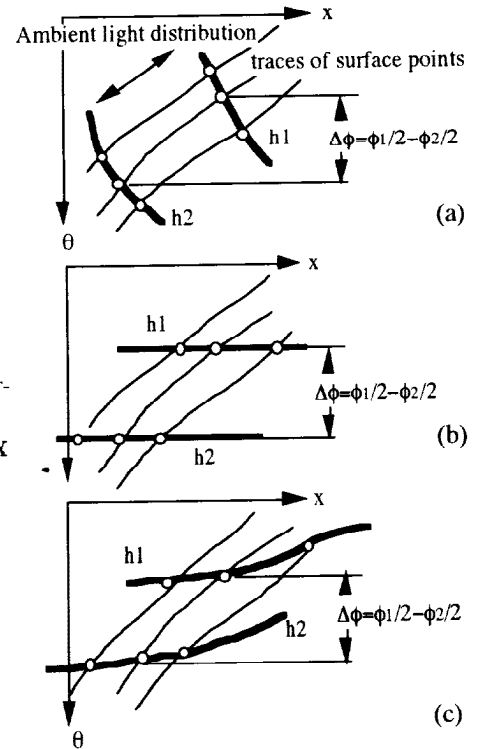 x
Ambient light distribution
traces of surface points
h1
Δϕ=ϕ1/2−ϕ2/2
h2
(a)
θ
x
h1
Δϕ=ϕ1/2−ϕ2/2
h2
(b)
x
h1
Δϕ=ϕ1/2−ϕ2/2
h2
(c)
θ